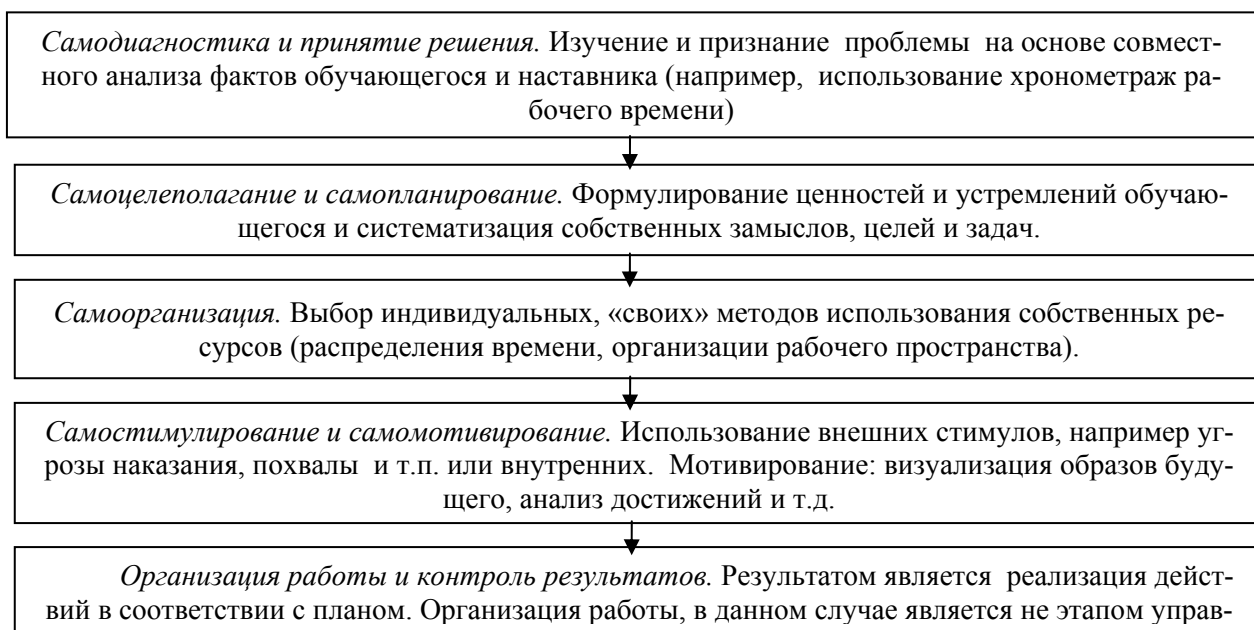 Самодиагностика и принятие решения. Изучение и признание проблемы на основе совмест-
ного анализа фактов обучающегося и наставника (например, использование хронометраж ра-
бочего времени)
Самоцелеполагание и самопланирование. Формулирование ценностей и устремлений обучаю-
щегося и систематизация собственных замыслов, целей и задач.
Самоорганизация. Выбор индивидуальных, «своих» методов использования собственных ре-
сурсов (распределения времени, организации рабочего пространства).
Самостимулирование и самомотивирование. Использование внешних стимулов, например уг-
розы наказания, похвалы и т.п. или внутренних. Мотивирование: визуализация образов буду-
щего, анализ достижений и т.д.
Организация работы и контроль результатов. Результатом является реализация дейст-
вий в соответствии с планом. Организация работы, в данном случае является не этапом управ-